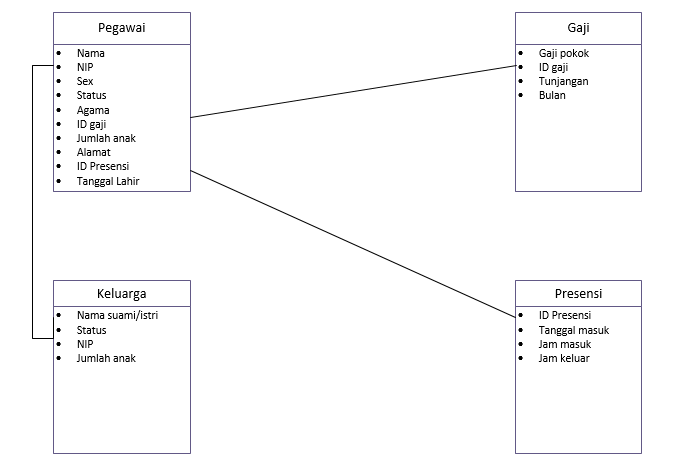 Pegawai
Nama
NIP
Sex
Status
Agama
ID gaji
Jumlah anak
Alamat
ID Presensi
Tanggal Lahir
Gaji
Gaji pokok
ID gaji
Tunjangan
Bulan
Keluarga
Nama suami/istri
Status
NIP
Jumlah anak
Presensi
ID Presensi
Tanggal masuk
Jam masuk
Jam keluar